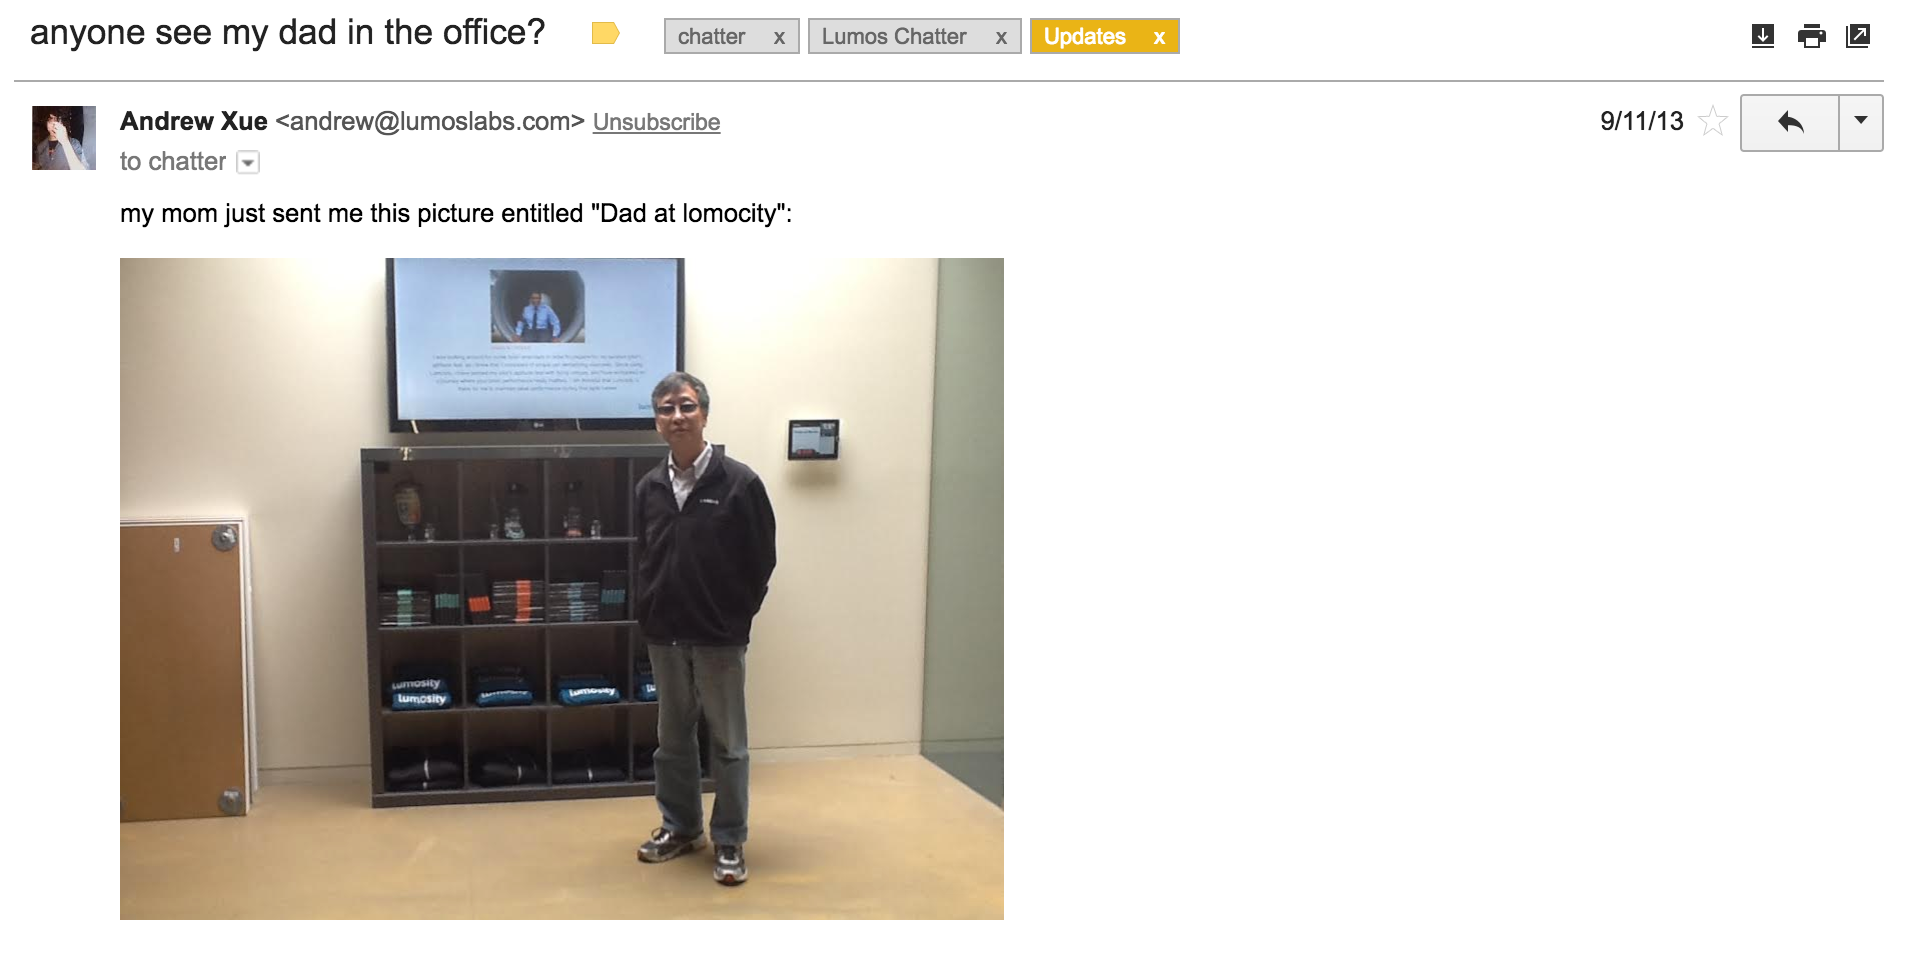 anyone see my dad in the office?
chatter x
Lumos Chatter x
Updates x
Andrew Xue <andrew@lumoslabs.com> Unsubscribe
9/11/13
to chatter
my mom just sent me this picture entitled "Dad at lomocity":
lumosity
lumosity
lumosity